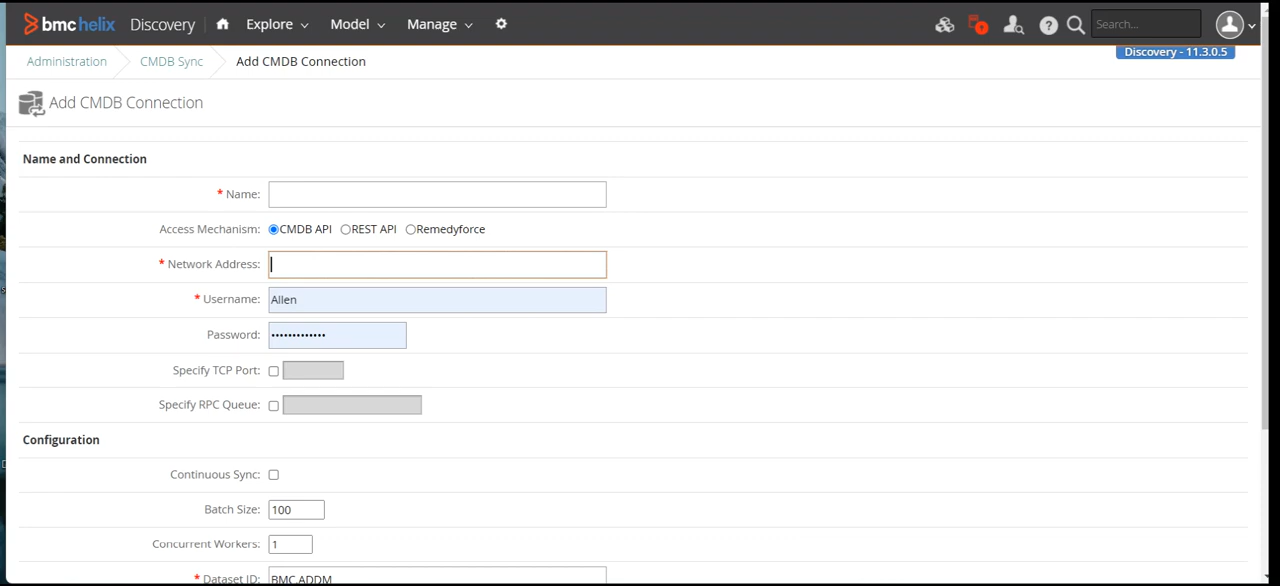 bmchelix Discovery Explore Model Manage Search...
Discovery - 11.3.0.5
Administration CMDB Sync Add CMDB Connection
Add CMDB Connection
Name and Connection
* Name:
Access Mechanism: CMDB API REST API Remedyforce
* Network Address:
* Username: Allen
Password: •••••••••••••
Specify TCP Port:
Specify RPC Queue:
Configuration
Continuous Sync:
Batch Size: 100
Concurrent Workers: 1
* Dataset ID: BMC.ADDM